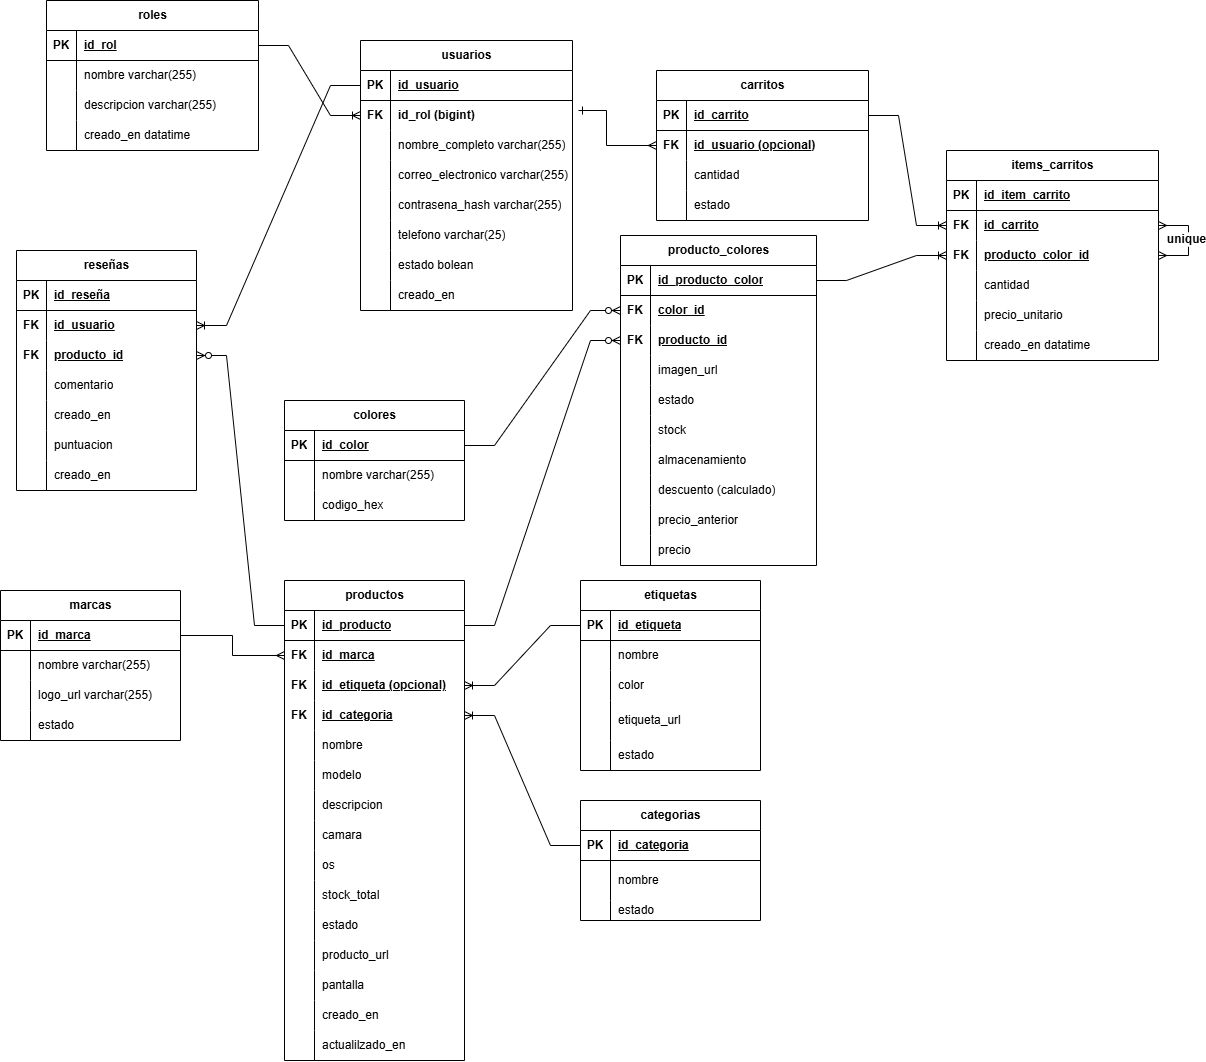 roles
PK id_rol
nombre varchar(255)
descripcion varchar(255)
creado_en datatime
usuarios
PK id_usuario
FK id_rol (bigint)
nombre_completo varchar(255)
correo_electronico varchar(255)
contrasena_hash varchar(255)
telefono varchar(25)
estado bolean
creado_en
carritos
PK id_carrito
FK id_usuario (opcional)
cantidad
estado
items_carritos
PK id_item_carrito
FK id_carrito
FK producto_color_id
cantidad
precio_unitario
creado_en datatime
unique
reseñas
PK id_reseña
FK id_usuario
FK producto_id
comentario
creado_en
puntuacion
creado_en
producto_colores
PK id_producto_color
FK color_id
FK producto_id
imagen_url
estado
stock
almacenamiento
descuento (calculado)
precio_anterior
precio
colores
PK id_color
nombre varchar(255)
codigo_hex
marcas
PK id_marca
nombre varchar(255)
logo_url varchar(255)
estado
productos
PK id_producto
FK id_marca
FK id_etiqueta (opcional)
FK id_categoria
nombre
modelo
descripcion
camara
os
stock_total
estado
producto_url
pantalla
creado_en
actualilzado_en
etiquetas
PK id_etiqueta
nombre
color
etiqueta_url
estado
categorias
PK id_categoria
nombre
estado